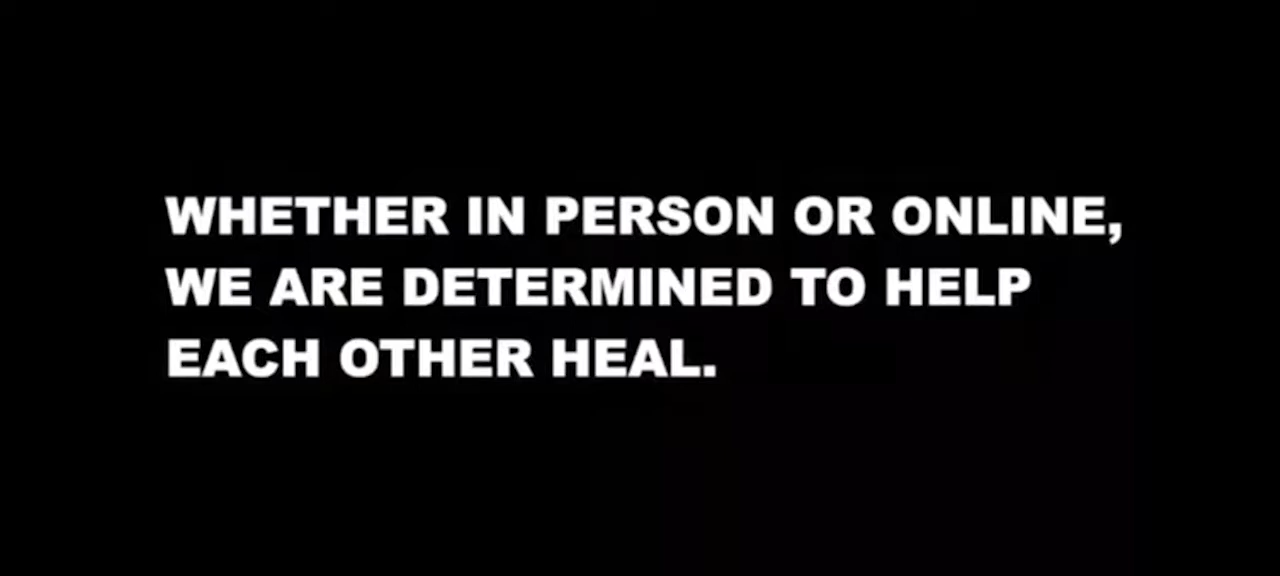 WHETHER IN PERSON OR ONLINE,
WE ARE DETERMINED TO HELP
EACH OTHER HEAL.